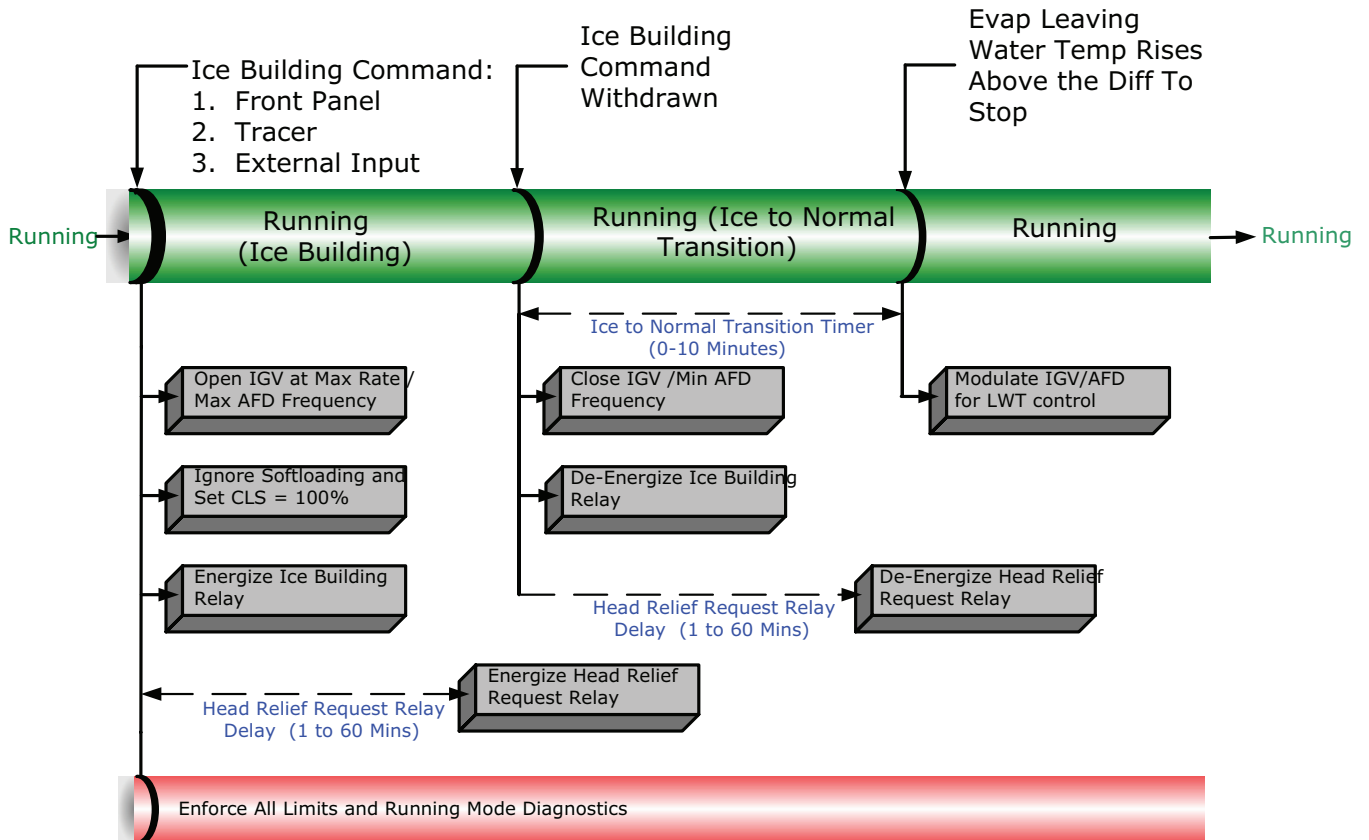 Ice Building Command:
1. Front Panel
2. Tracer
3. External Input
Ice Building
Command
Withdrawn
Evap Leaving
Water Temp Rises
Above the Diff To
Stop
Running
Running
(Ice Building)
Running (Ice to Normal
Transition)
Running
Running
Ice to Normal Transition Timer
(0-10 Minutes)
Open IGV at Max Rate /
Max AFD Frequency
Close IGV /Min AFD
Frequency
Modulate IGV/AFD
for LWT control
Ignore Softloading and
Set CLS = 100%
De-Energize Ice Building
Relay
Energize Ice Building
Relay
Head Relief Request Relay
Delay (1 to 60 Mins)
De-Energize Head Relief
Request Relay
Head Relief Request Relay
Delay (1 to 60 Mins)
Energize Head Relief
Request Relay
Enforce All Limits and Running Mode Diagnostics